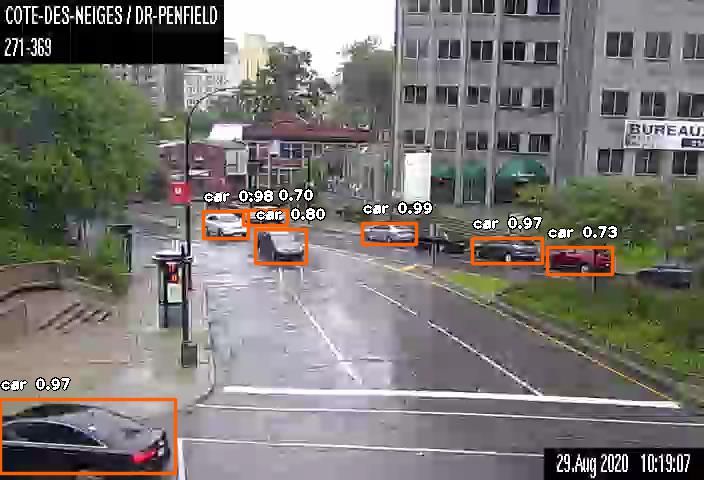 COTE-DES-NEIGES / DR-PENFIELD
271-369
BUREAUX
car 0.98
0.70
car 0.80
car 0.99
car 0.97
car 0.73
car 0.97
29.Aug 2020 10:19:07